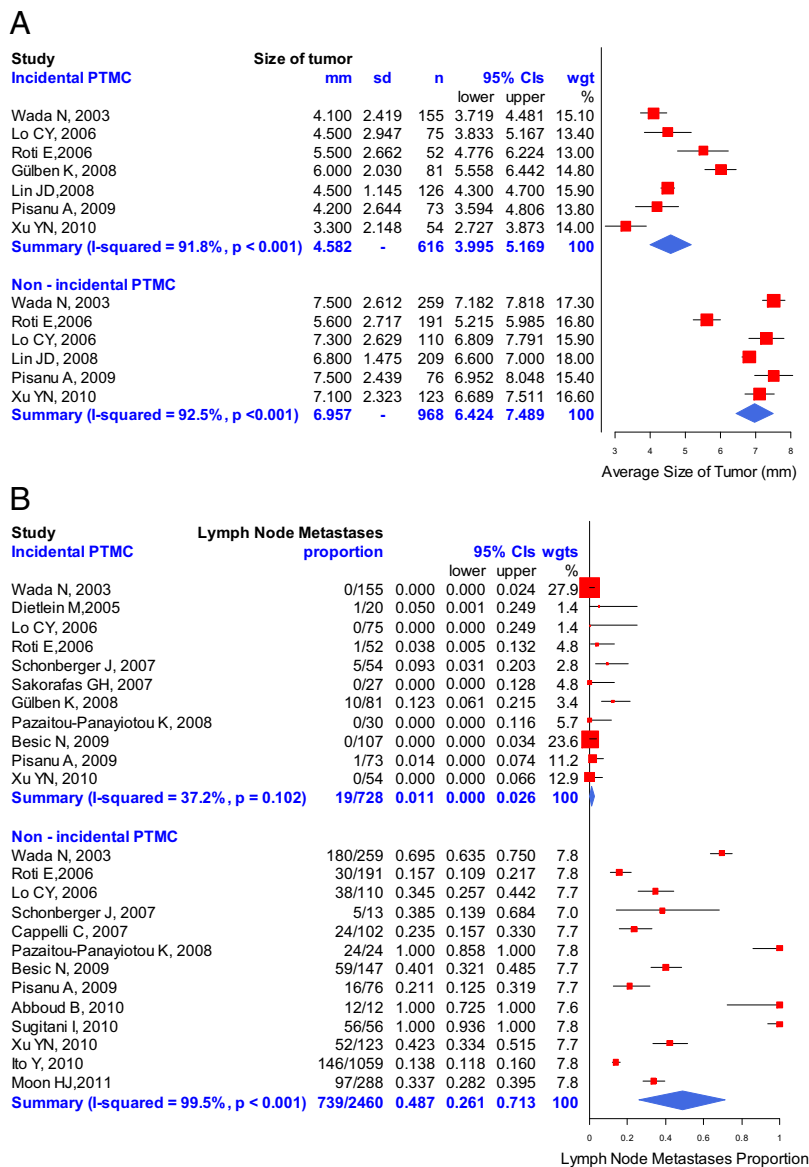 A
Study Size of tumor
Incidental PTMC mm sd n 95% CIs wgt
lower upper %
Wada N, 2003 4.100 2.419 155 3.719 4.481 15.10
Lo CY, 2006 4.500 2.947 75 3.833 5.167 13.40
Roti E,2006 5.500 2.662 52 4.776 6.224 13.00
Gülben K, 2008 6.000 2.030 81 5.558 6.442 14.80
Lin JD,2008 4.500 1.145 126 4.300 4.700 15.90
Pisanu A, 2009 4.200 2.644 73 3.594 4.806 13.80
Xu YN, 2010 3.300 2.148 54 2.727 3.873 14.00
Summary (I-squared = 91.8%, p < 0.001) 4.582 - 616 3.995 5.169 100
Non - incidental PTMC
Wada N, 2003 7.500 2.612 259 7.182 7.818 17.30
Roti E,2006 5.600 2.717 191 5.215 5.985 16.80
Lo CY, 2006 7.300 2.629 110 6.809 7.791 15.90
Lin JD, 2008 6.800 1.475 209 6.600 7.000 18.00
Pisanu A, 2009 7.500 2.439 76 6.952 8.048 15.40
Xu YN, 2010 7.100 2.323 123 6.689 7.511 16.60
Summary (I-squared = 92.5%, p <0.001) 6.957 - 968 6.424 7.489 100
3 4 5 6 7 8
Average Size of Tumor (mm)
B
Study Lymph Node Metastases
Incidental PTMC proportion 95% CIs wgts
lower upper %
Wada N, 2003 0/155 0.000 0.000 0.024 27.9
Dietlein M,2005 1/20 0.050 0.001 0.249 1.4
Lo CY, 2006 0/75 0.000 0.000 0.249 1.4
Roti E,2006 1/52 0.038 0.005 0.132 4.8
Schonberger J, 2007 5/54 0.093 0.031 0.203 2.8
Sakorafas GH, 2007 0/27 0.000 0.000 0.128 4.8
Gülben K, 2008 10/81 0.123 0.061 0.215 3.4
Pazaitou-Panayiotou K, 2008 0/30 0.000 0.000 0.116 5.7
Besic N, 2009 0/107 0.000 0.000 0.034 23.6
Pisanu A, 2009 1/73 0.014 0.000 0.074 11.2
Xu YN, 2010 0/54 0.000 0.000 0.066 12.9
Summary (I-squared = 37.2%, p = 0.102) 19/728 0.011 0.000 0.026 100
Non - incidental PTMC
Wada N, 2003 180/259 0.695 0.635 0.750 7.8
Roti E,2006 30/191 0.157 0.109 0.217 7.8
Lo CY, 2006 38/110 0.345 0.257 0.442 7.7
Schonberger J, 2007 5/13 0.385 0.139 0.684 7.0
Cappelli C, 2007 24/102 0.235 0.157 0.330 7.7
Pazaitou-Panayiotou K, 2008 24/24 1.000 0.858 1.000 7.8
Besic N, 2009 59/147 0.401 0.321 0.485 7.7
Pisanu A, 2009 16/76 0.211 0.125 0.319 7.7
Abboud B, 2010 12/12 1.000 0.725 1.000 7.6
Sugitani I, 2010 56/56 1.000 0.936 1.000 7.8
Xu YN, 2010 52/123 0.423 0.334 0.515 7.7
Ito Y, 2010 146/1059 0.138 0.118 0.160 7.8
Moon HJ,2011 97/288 0.337 0.282 0.395 7.8
Summary (I-squared = 99.5%, p < 0.001) 739/2460 0.487 0.261 0.713 100
0 0.2 0.4 0.6 0.8 1
Lymph Node Metastases Proportion